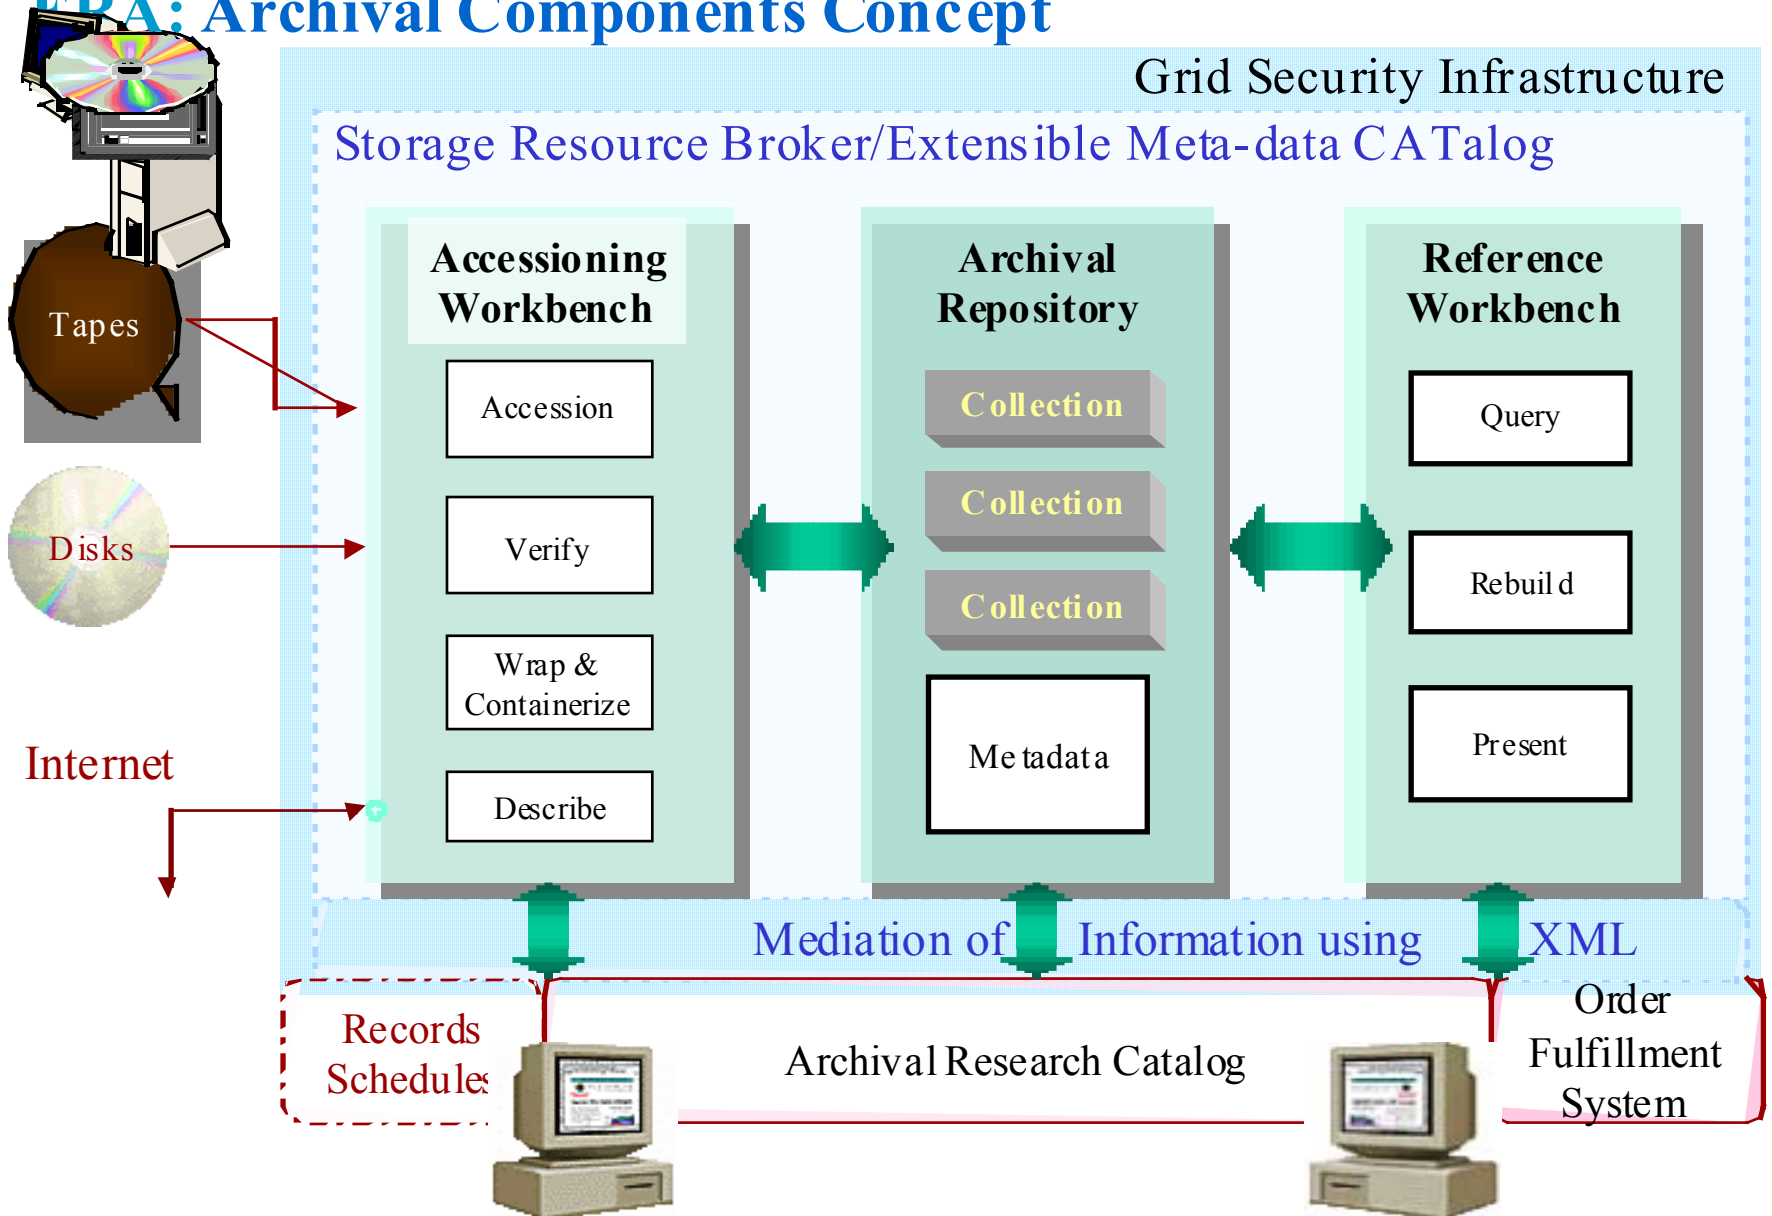 ERA: Archival Components Concept
Grid Security Infrastructure
Storage Resource Broker/Extensible Meta-data CATalog
Accessioning
Workbench
Accession
Verify
Wrap &
Containerize
Describe
Archival
Repository
Collection
Collection
Collection
Metadata
Reference
Workbench
Query
Rebuild
Present
Tapes
Disks
Internet
Mediation of Information using XML
Records
Schedules
Archival Research Catalog
Order
Fulfillment
System